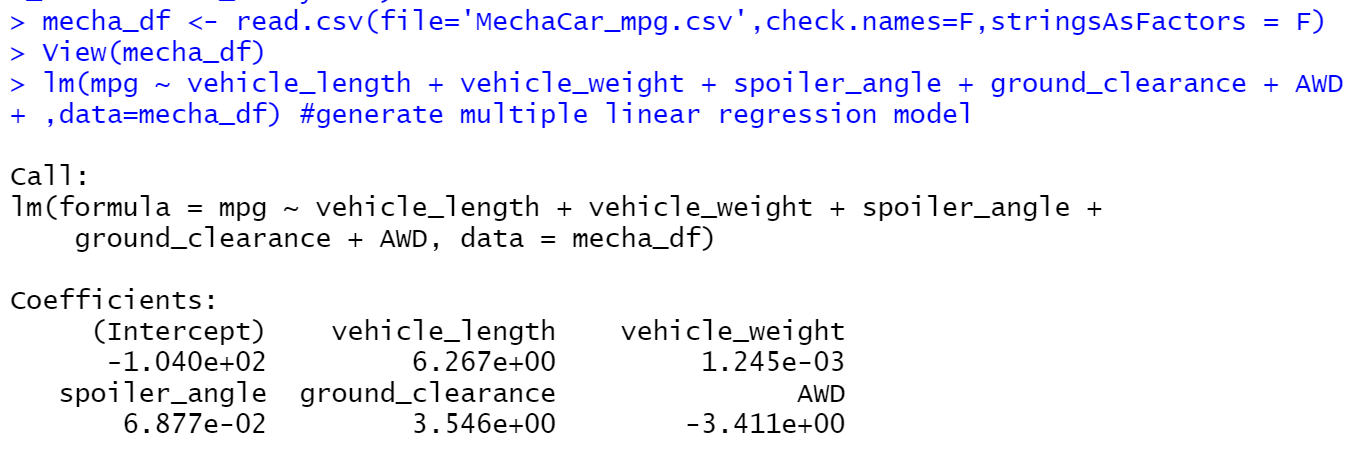 > mecha_df <- read.csv(file='MechaCar_mpg.csv',check.names=F,stringsAsFactors = F)
> View(mecha_df)
> lm(mpg ~ vehicle_length + vehicle_weight + spoiler_angle + ground_clearance + AWD
+ ,data=mecha_df) #generate multiple linear regression model
Call:
lm(formula = mpg ~ vehicle_length + vehicle_weight + spoiler_angle +
    ground_clearance + AWD, data = mecha_df)
Coefficients:
     (Intercept)    vehicle_length    vehicle_weight
      -1.040e+02         6.267e+00         1.245e-03
   spoiler_angle  ground_clearance               AWD
       6.877e-02         3.546e+00        -3.411e+00